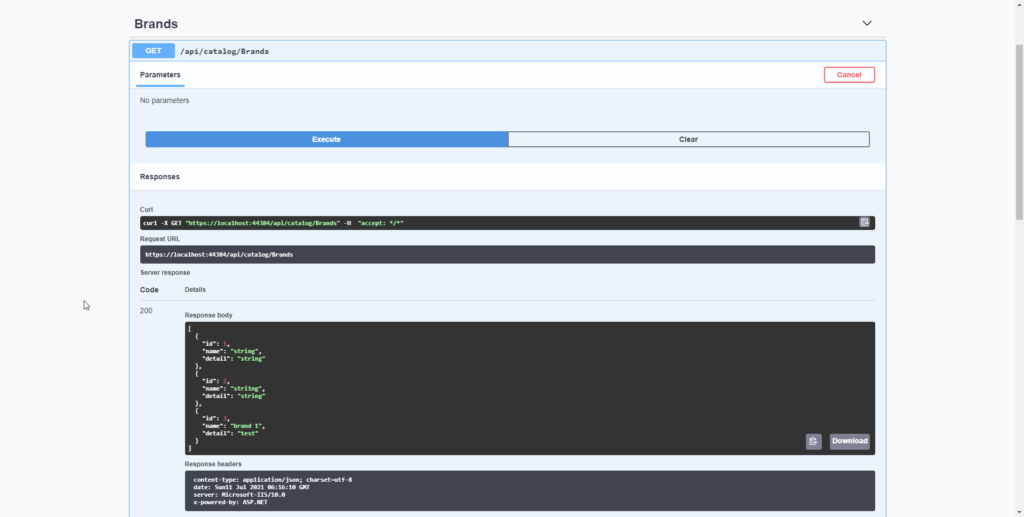 Brands
GET /api/catalog/Brands
Parameters
Cancel
No parameters
Execute
Clear
Responses
Curl
curl -X GET "https://localhost:44384/api/catalog/Brands" -H  "accept: */*"
Request URL
https://localhost:44384/api/catalog/Brands
Server response
Code Details
200
Response body
[
  {
    "id": 1,
    "name": "string",
    "detail": "string"
  },
  {
    "id": 2,
    "name": "string",
    "detail": "string"
  },
  {
    "id": 3,
    "name": "brand 1",
    "detail": "test"
  }
]
Download
Response headers
content-type: application/json; charset=utf-8
date: Sun11 Jul 2021 06:16:10 GMT
server: Microsoft-IIS/10.0
x-powered-by: ASP.NET